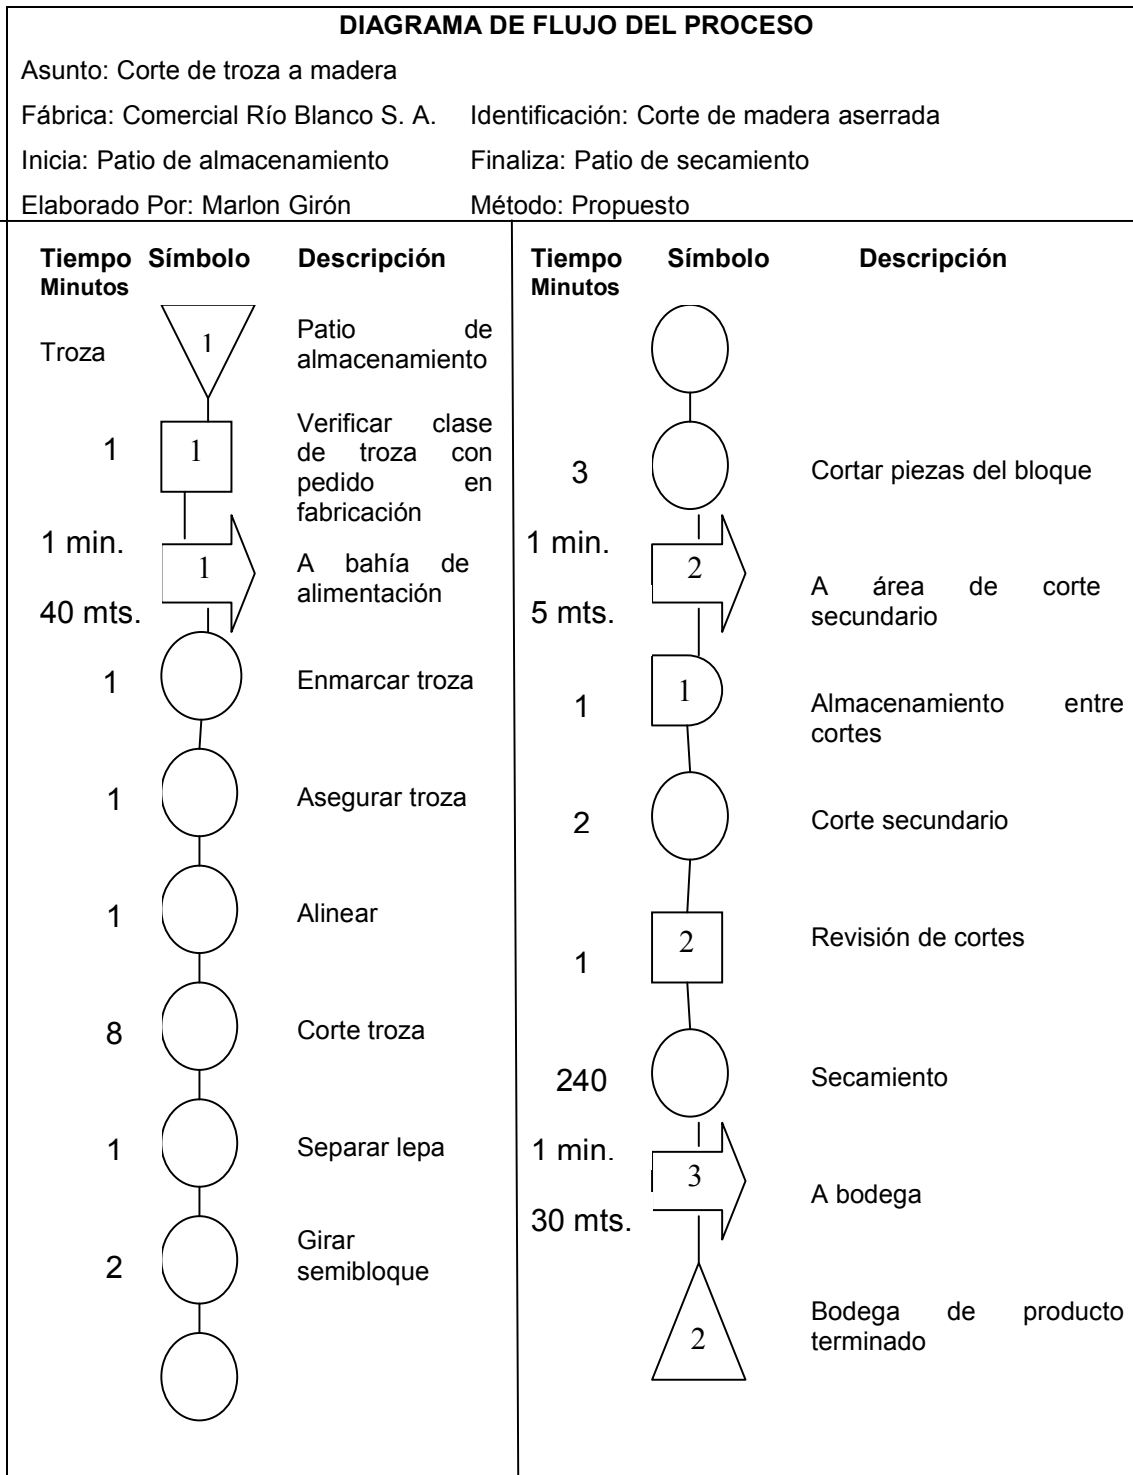 DIAGRAMA DE FLUJO DEL PROCESO
Asunto: Corte de troza a madera
Fábrica: Comercial Río Blanco S. A. Identificación: Corte de madera aserrada
Inicia: Patio de almacenamiento Finaliza: Patio de secamiento
Elaborado Por: Marlon Girón Método: Propuesto
Tiempo Símbolo Descripción
Minutos
Troza
1
Patio de
almacenamiento
1
1
Verificar clase
de troza con
pedido en
fabricación
1 min.
40 mts.
1
A bahía de
alimentación
1
Enmarcar troza
1
Asegurar troza
1
Alinear
8
Corte troza
1
Separar lepa
2
Girar
semibloque
Tiempo Símbolo Descripción
Minutos
3
Cortar piezas del bloque
1 min.
5 mts.
2
A área de corte
secundario
1
1
Almacenamiento entre
cortes
2
Corte secundario
1
2
Revisión de cortes
240
Secamiento
1 min.
30 mts.
3
A bodega
2
Bodega de producto
terminado